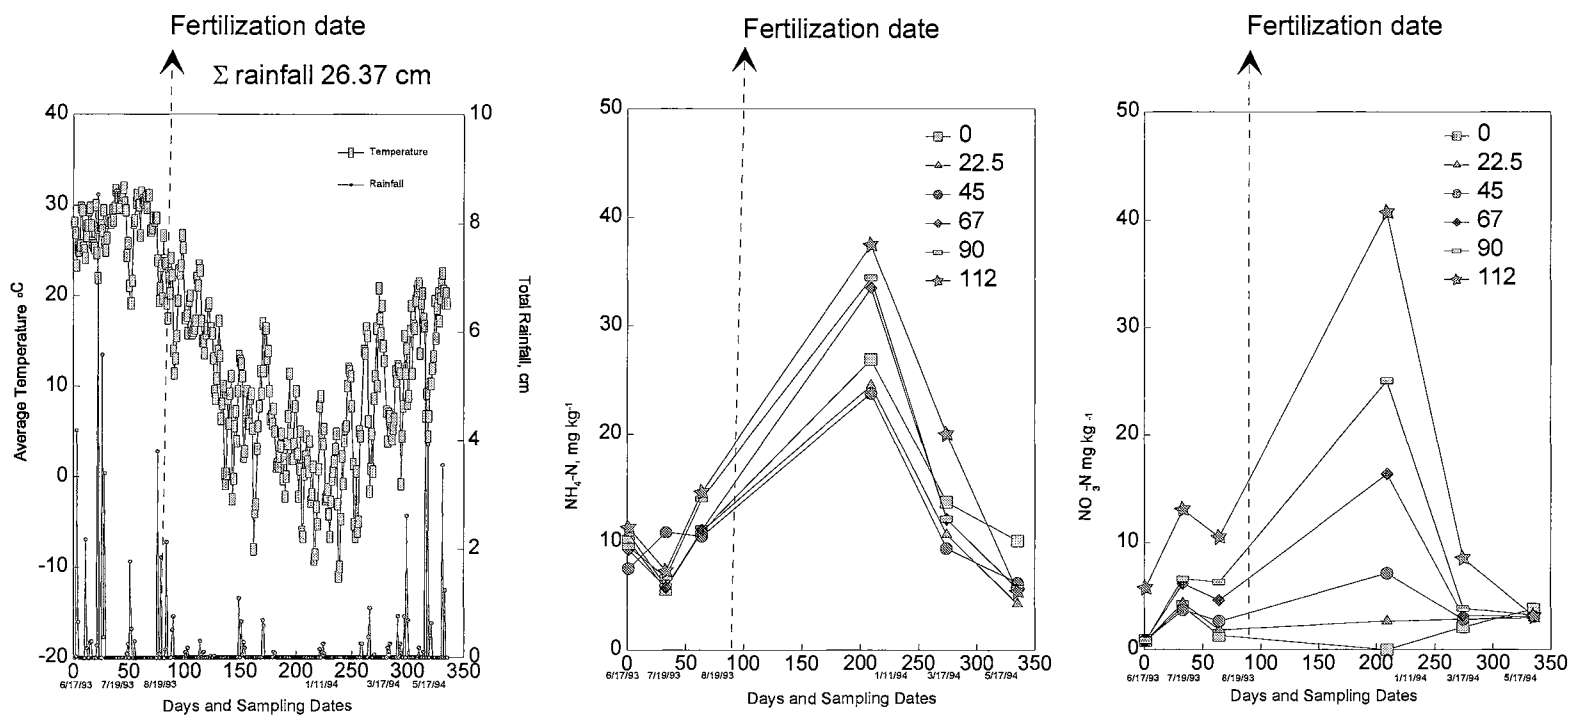 Fertilization date
Σ rainfall 26.37 cm
40
30
20
10
0
-10
-20
10
8
6
4
2
0
Temperature
Rainfall
Average Temperature ºC
Total Rainfall, cm
0 50 100 150 200 250 300 350
6/17/93 7/19/93 8/19/93 1/11/94 3/17/94 5/17/94
Days and Sampling Dates
Fertilization date
50
40
30
20
10
0
0
22.5
45
67
90
112
NH4-N, mg kg-1
0 50 100 150 200 250 300 350
6/17/93 7/19/93 8/19/93 1/11/94 3/17/94 5/17/94
Days and Sampling Dates
Fertilization date
50
40
30
20
10
0
0
22.5
45
67
90
112
NO3-N mg kg-1
0 50 100 150 200 250 300 350
6/17/93 7/19/93 8/19/93 1/11/94 3/17/94 5/17/94
Days and Sampling Dates